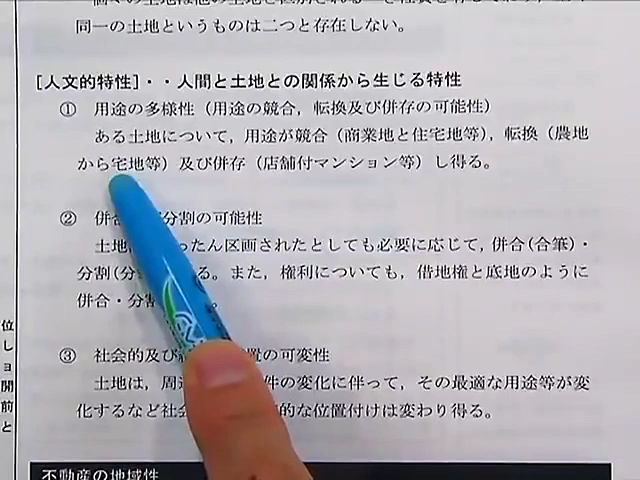 同一の土地というものは二つと存在しない。
[人文的特性]・・人間と土地との関係から生じる特性
① 用途の多様性(用途の競合，転換及び併存の可能性)
ある土地について，用途が競合(商業地と住宅地等)，転換(農地
から宅地等)及び併存(店舗付マンション等)し得る。
② 併合 分割の可能性
土地 ったん区画されたとしても必要に応じて，併合(合筆)・
分割(分 る。また，権利についても，借地権と底地のように
併合・分割 。
③ 社会的及び 置の可変性
土地は，周 件の変化に伴って，その最適な用途等が変
化するなど社会 的な位置付けは変わり得る。
不動産の地域性
位
し
ョ
開
前
と